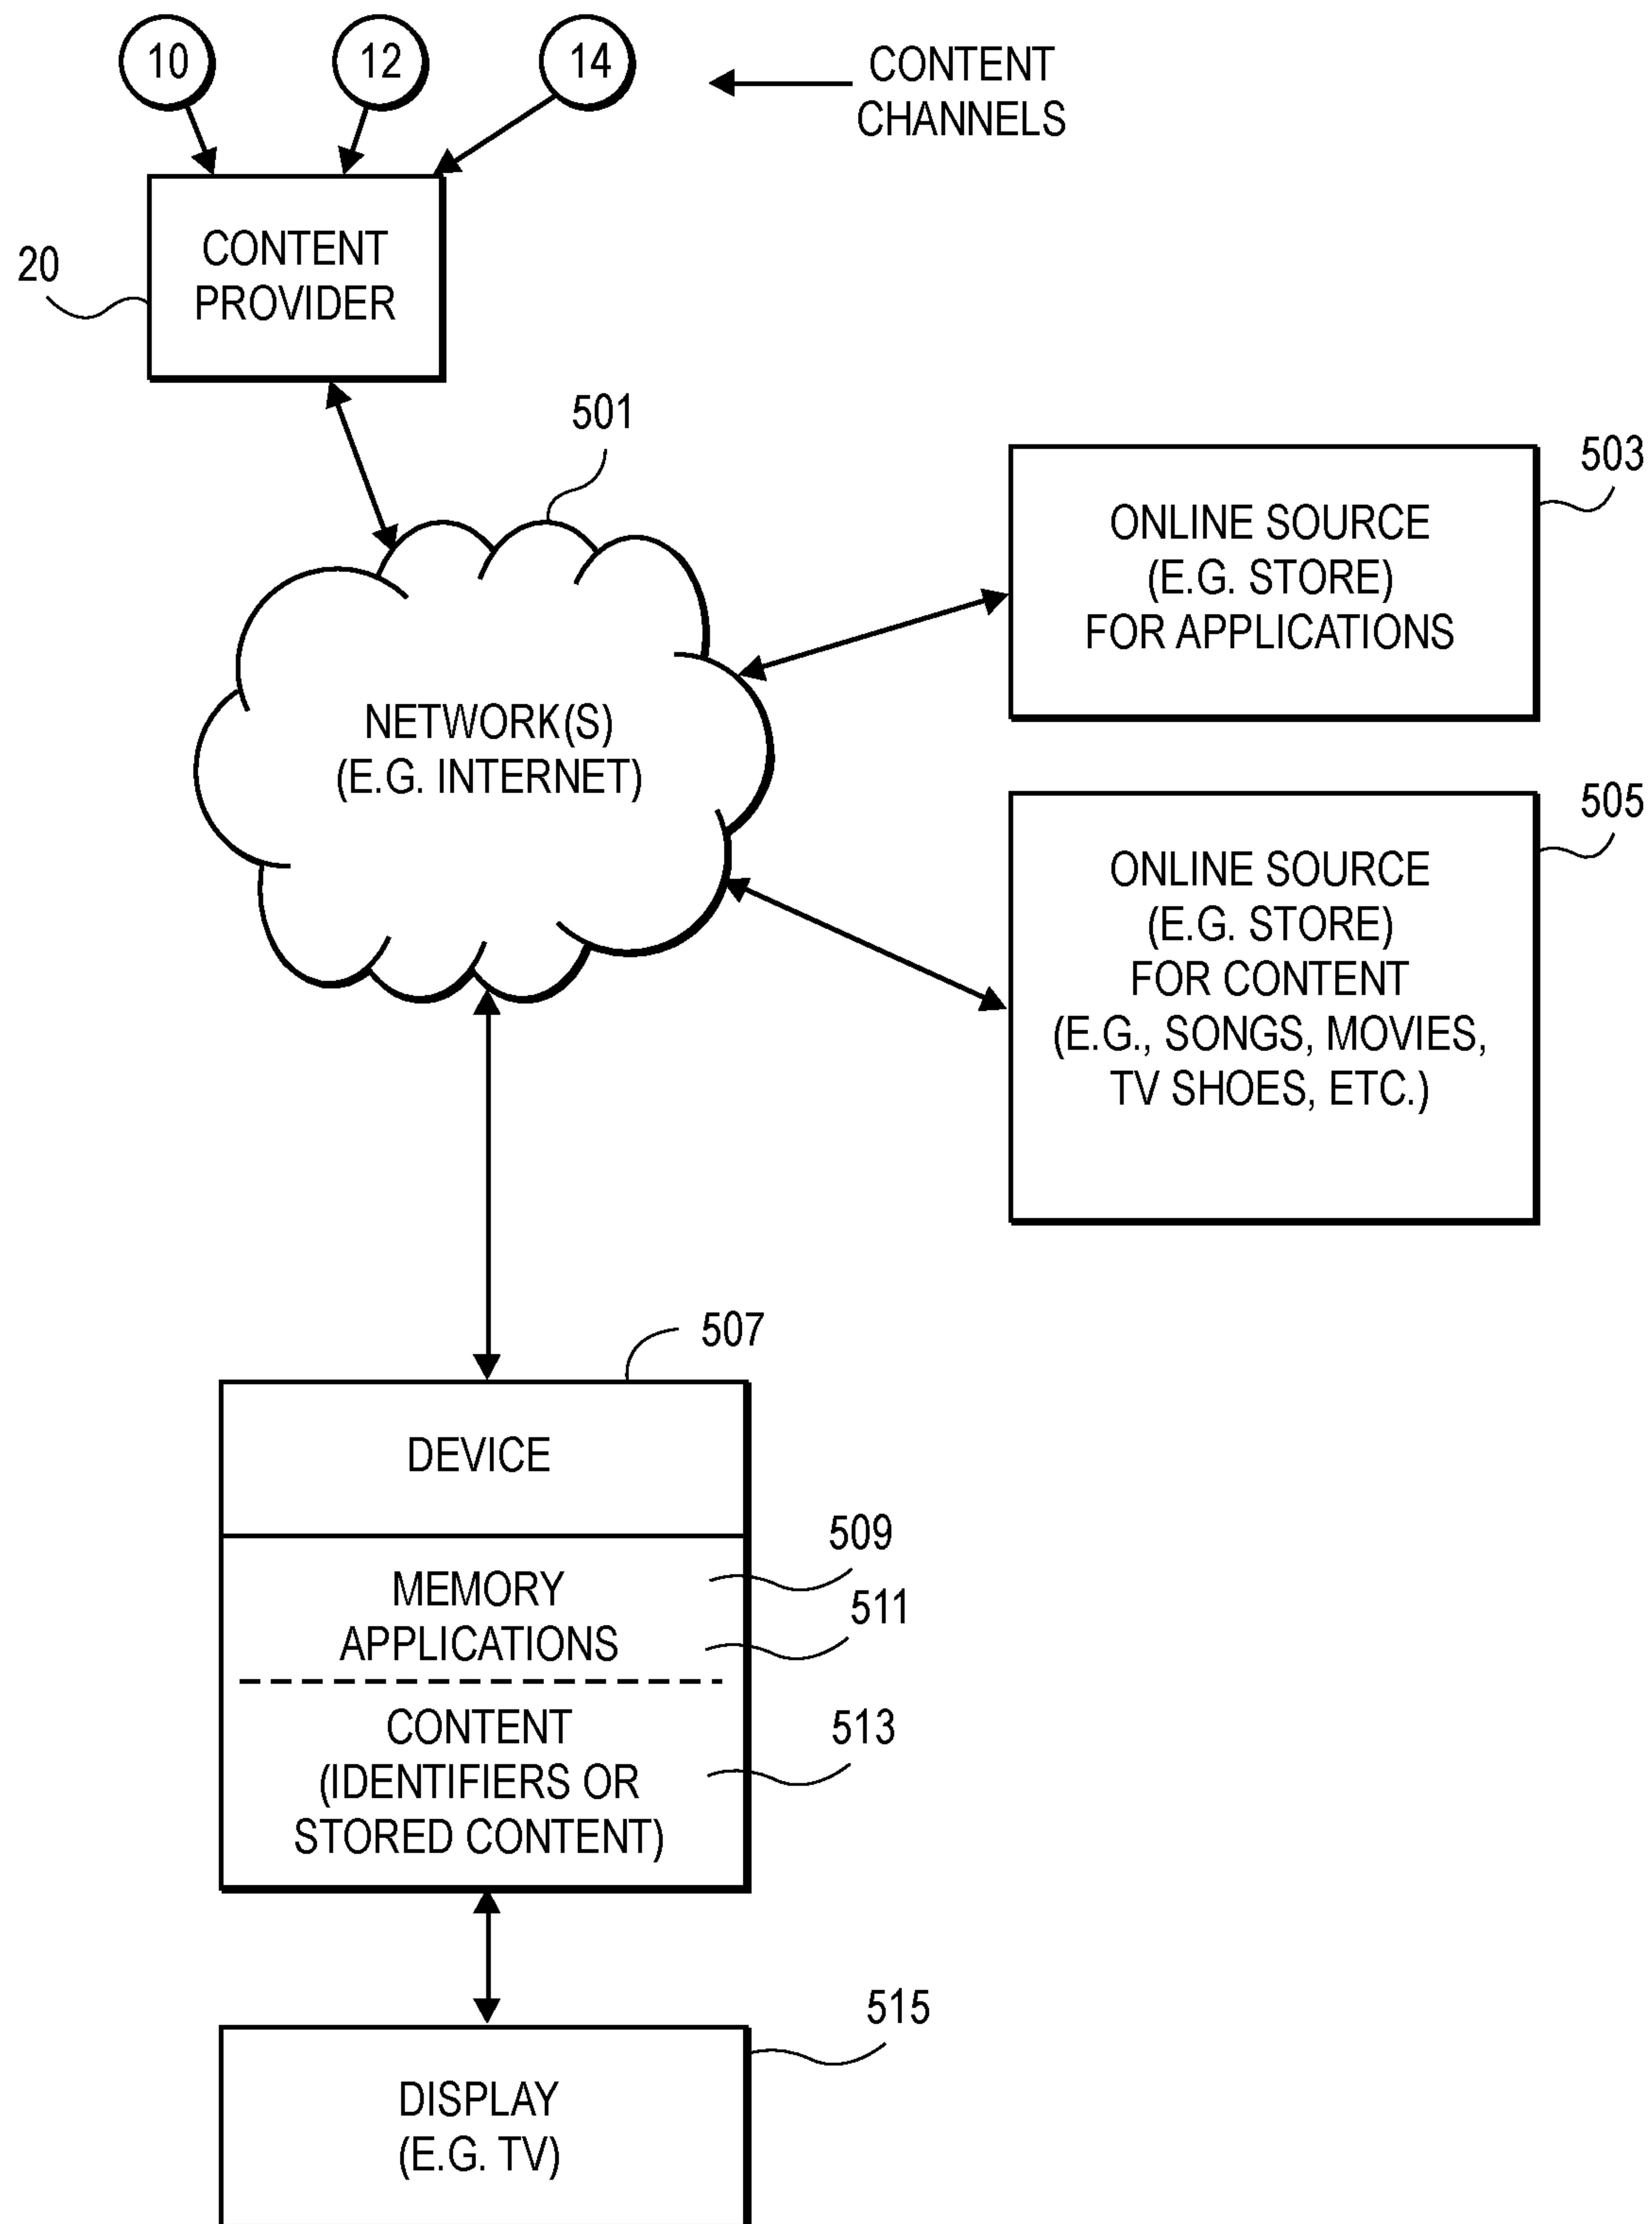 10
12
14
CONTENT
CHANNELS
CONTENT
PROVIDER
20
501
NETWORK(S)
(E.G. INTERNET)
503
ONLINE SOURCE
(E.G. STORE)
FOR APPLICATIONS
505
ONLINE SOURCE
(E.G. STORE)
FOR CONTENT
(E.G., SONGS, MOVIES,
TV SHOES, ETC.)
507
DEVICE
509
MEMORY
511
APPLICATIONS
CONTENT
513
(IDENTIFIERS OR
STORED CONTENT)
515
DISPLAY
(E.G. TV)